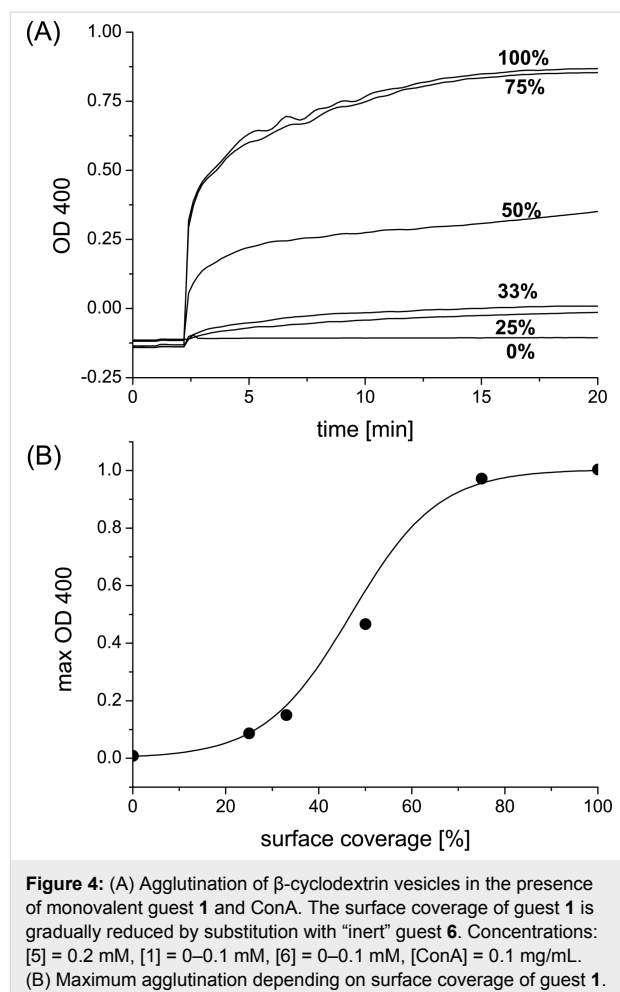 (A)
1.00
0.75
0.50
0.25
0.00
-0.25
OD 400
100%
75%
50%
33%
25%
0%
0 5 10 15 20
time [min]
(B)
1.0
0.8
0.6
0.4
0.2
0.0
max OD 400
0 20 40 60 80 100
surface coverage [%]
Figure 4: (A) Agglutination of β-cyclodextrin vesicles in the presence
of monovalent guest 1 and ConA. The surface coverage of guest 1 is
gradually reduced by substitution with “inert” guest 6. Concentrations:
[5] = 0.2 mM, [1] = 0–0.1 mM, [6] = 0–0.1 mM, [ConA] = 0.1 mg/mL.
(B) Maximum agglutination depending on surface coverage of guest 1.